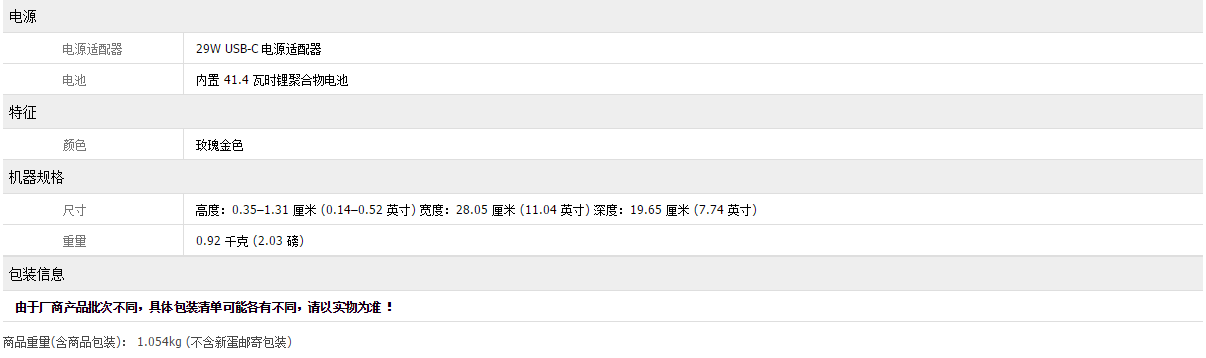 电源
电源适配器 29W USB-C 电源适配器
电池 内置 41.4 瓦时锂聚合物电池
特征
颜色 玫瑰金色
机器规格
尺寸 高度：0.35–1.31 厘米 (0.14–0.52 英寸) 宽度：28.05 厘米 (11.04 英寸) 深度：19.65 厘米 (7.74 英寸)
重量 0.92 千克 (2.03 磅)
包装信息
由于厂商产品批次不同，具体包装清单可能各有不同，请以实物为准 ！
商品重量(含商品包装)： 1.054kg (不含新蛋邮寄包装)